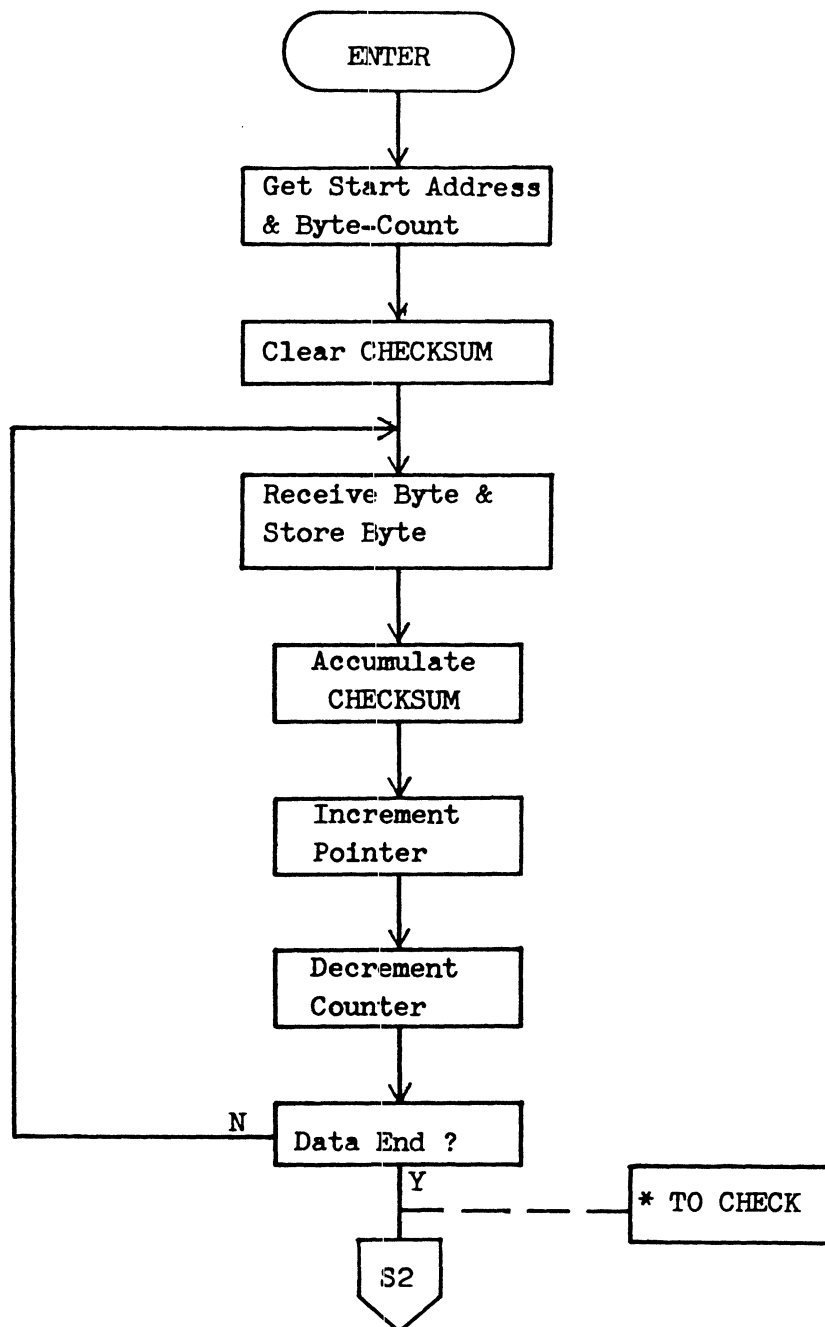 ENTER
Get Start Address
& Byte-Count
Clear CHECKSUM
Receive Byte &
Store Byte
Accumulate
CHECKSUM
Increment
Pointer
Decrement
Counter
N
Data End ?
Y
* TO CHECK
S2